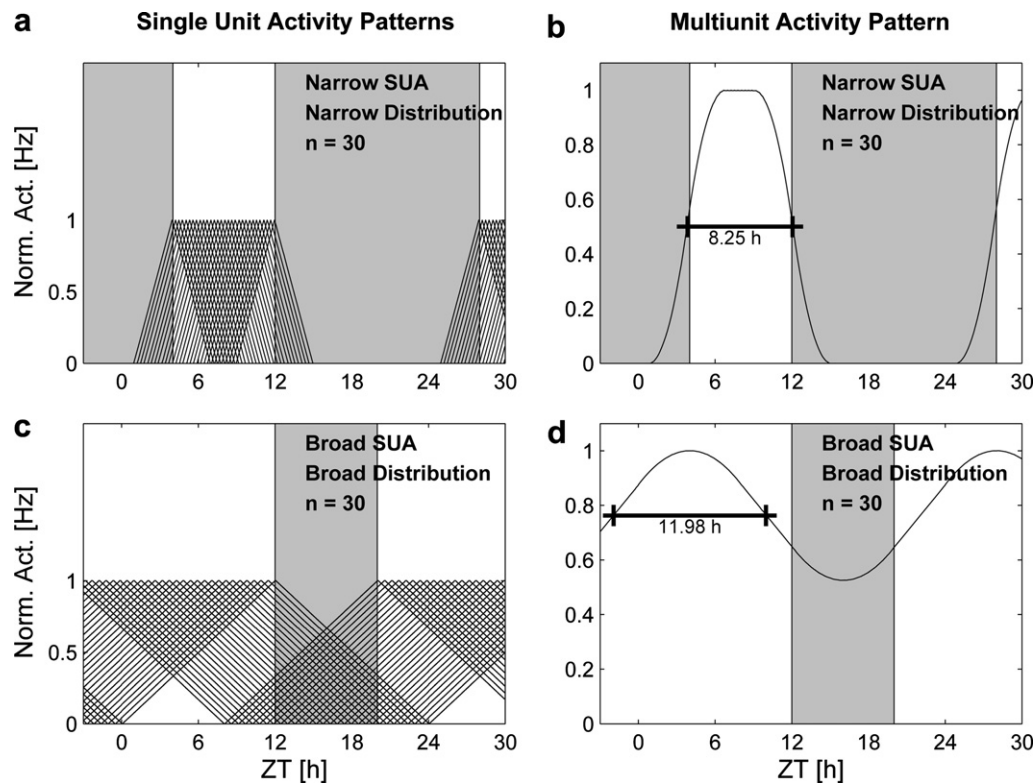 a Single Unit Activity Patterns
b Multiunit Activity Pattern
Norm. Act. [Hz]
1
0.5
0
Narrow SUA
Narrow Distribution
n = 30
0 6 12 18 24 30
1
0.8
0.6
0.4
0.2
0
Narrow SUA
Narrow Distribution
n = 30
8.25 h
0 6 12 18 24 30
c
Norm. Act. [Hz]
1
0.5
0
Broad SUA
Broad Distribution
n = 30
0 6 12 18 24 30
ZT [h]
d
1
0.8
0.6
0.4
0.2
0
Broad SUA
Broad Distribution
n = 30
11.98 h
0 6 12 18 24 30
ZT [h]